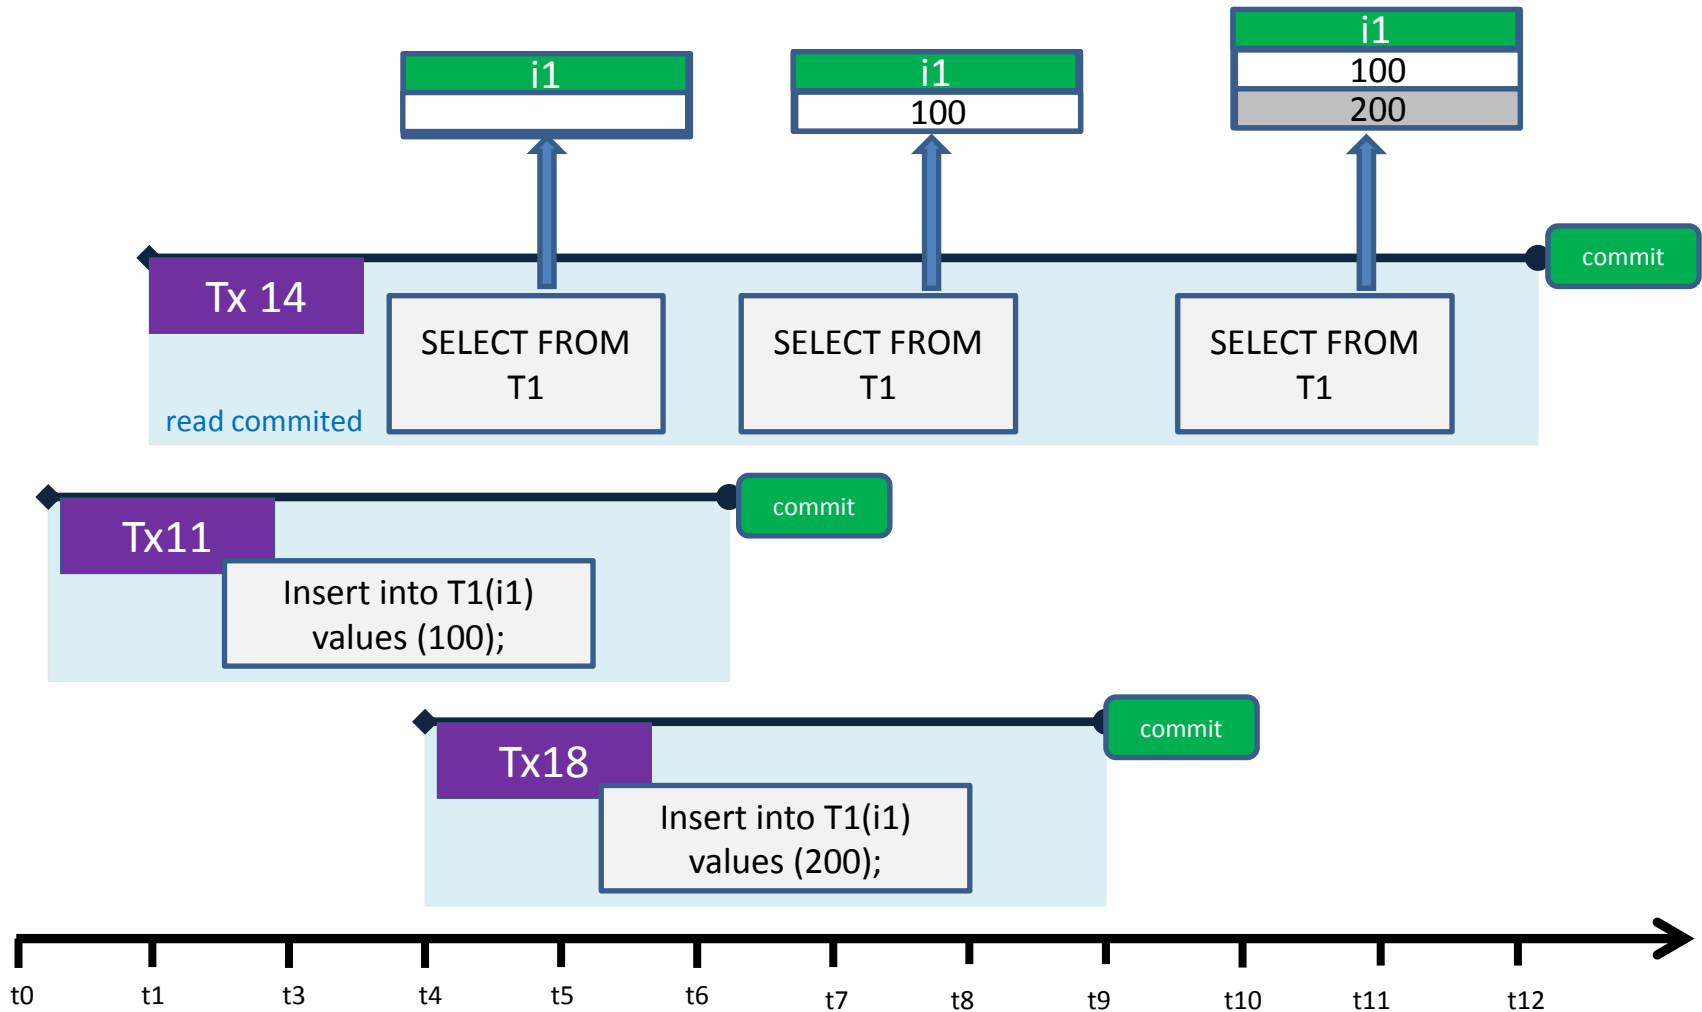 i1
i1
100
i1
100
200
Tx 14
read commited
SELECT FROM
T1
SELECT FROM
T1
SELECT FROM
T1
commit
Tx11
Insert into T1(i1)
values (100);
commit
Tx18
Insert into T1(i1)
values (200);
commit
t0 t1 t3 t4 t5 t6 t7 t8 t9 t10 t11 t12